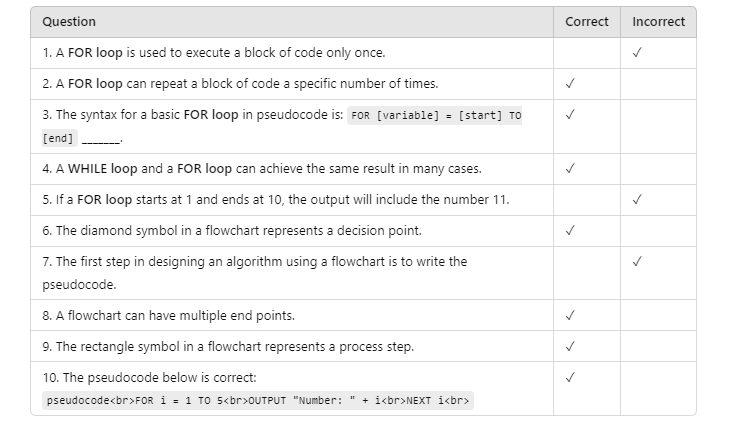 Question Correct Incorrect
1. A FOR loop is used to execute a block of code only once. ✓
2. A FOR loop can repeat a block of code a specific number of times. ✓
3. The syntax for a basic FOR loop in pseudocode is: FOR [variable] = [start] TO ✓
[end] _______.
4. A WHILE loop and a FOR loop can achieve the same result in many cases. ✓
5. If a FOR loop starts at 1 and ends at 10, the output will include the number 11. ✓
6. The diamond symbol in a flowchart represents a decision point. ✓
7. The first step in designing an algorithm using a flowchart is to write the ✓
pseudocode.
8. A flowchart can have multiple end points. ✓
9. The rectangle symbol in a flowchart represents a process step. ✓
10. The pseudocode below is correct: ✓
pseudocode<br>FOR i = 1 TO 5<br>OUTPUT "Number: " + i<br>NEXT i<br>